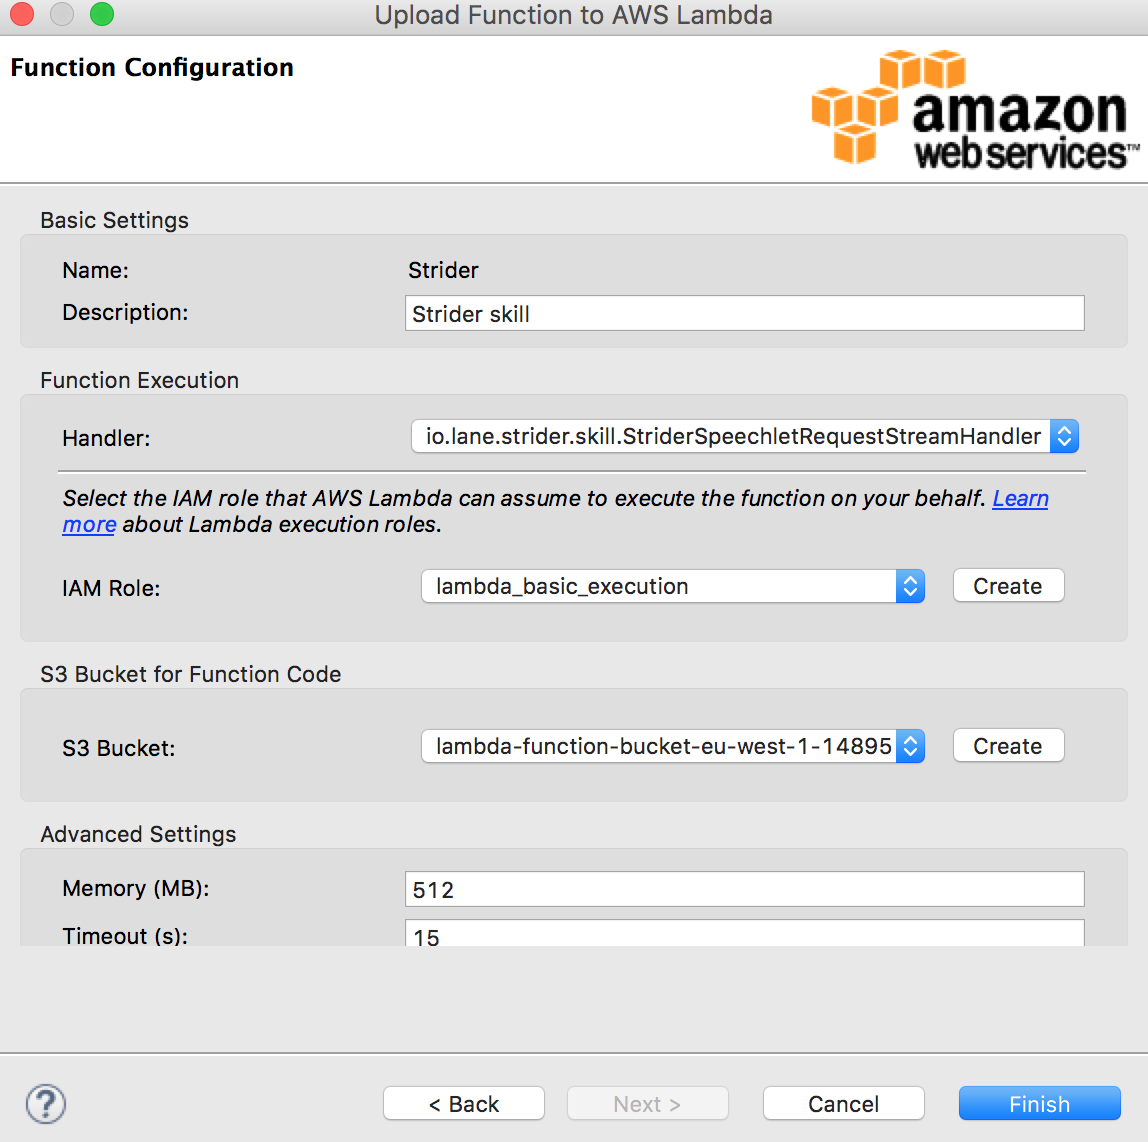 Upload Function to AWS Lambda
Function Configuration
amazon
web services™
Basic Settings
Name: Strider
Description: Strider skill
Function Execution
Handler: io.lane.strider.skill.StriderSpeechletRequestStreamHandler
Select the IAM role that AWS Lambda can assume to execute the function on your behalf. Learn
more about Lambda execution roles.
IAM Role: lambda_basic_execution Create
S3 Bucket for Function Code
S3 Bucket: lambda-function-bucket-eu-west-1-14895 Create
Advanced Settings
Memory (MB): 512
Timeout (s): 15
? < Back Next > Cancel Finish